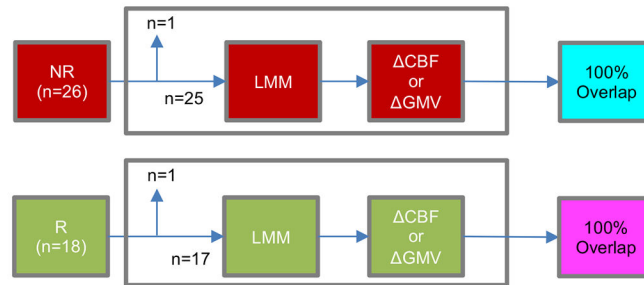 n=1
NR
(n=26)
n=25
LMM
ΔCBF
or
ΔGMV
100%
Overlap
n=1
R
(n=18)
n=17
LMM
ΔCBF
or
ΔGMV
100%
Overlap